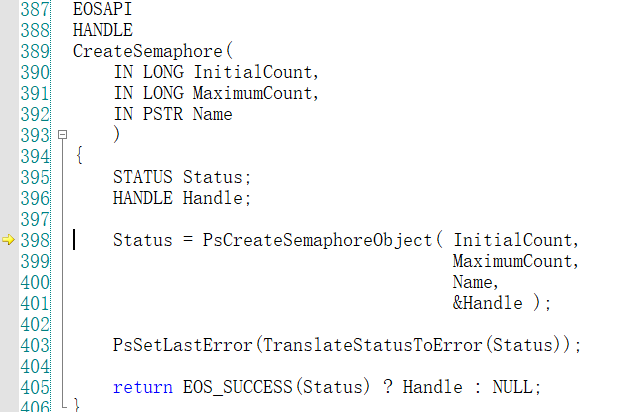 387 EOSAPI
388 HANDLE
389 CreateSemaphore(
390     IN LONG InitialCount,
391     IN LONG MaximumCount,
392     IN PSTR Name
393     )
394 {
395     STATUS Status;
396     HANDLE Handle;
397
398     Status = PsCreateSemaphoreObject( InitialCount,
399                                       MaximumCount,
400                                       Name,
401                                       &Handle );
402
403     PsSetLastError(TranslateStatusToError(Status));
404
405     return EOS_SUCCESS(Status) ? Handle : NULL;
406 }